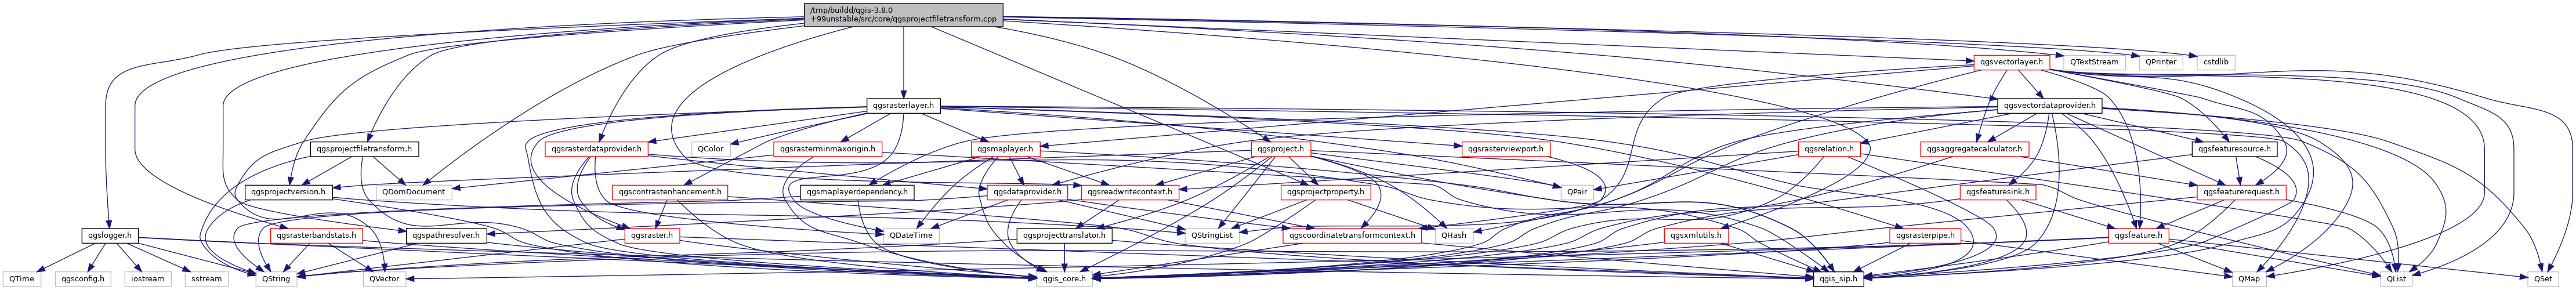 /tmp/buildd/qgis-3.8.0
+99unstable/src/core/qgsprojectfiletransform.cpp
qgsvectorlayer.h
QTextStream
QPrinter
cstdlib
qgsrasterlayer.h
qgsvectordataprovider.h
qgsprojectfiletransform.h
qgsrasterdataprovider.h
QColor
qgsrasterminmaxorigin.h
qgsmaplayer.h
qgsproject.h
qgsrasterviewport.h
qgsrelation.h
qgsaggregatecalculator.h
qgsfeaturesource.h
qgsprojectversion.h
QDomDocument
qgscontrastenhancement.h
qgsmaplayerdependency.h
qgsdataprovider.h
qgsreadwritecontext.h
qgsprojectproperty.h
QPair
qgsfeaturesink.h
qgsfeaturerequest.h
qgslogger.h
qgsrasterbandstats.h
qgspathresolver.h
qgsraster.h
QDateTime
qgsprojecttranslator.h
QStringList
qgscoordinatetransformcontext.h
QHash
qgsxmlutils.h
qgsrasterpipe.h
qgsfeature.h
QTime
qgsconfig.h
iostream
sstream
QString
QVector
qgis_core.h
qgis_sip.h
QMap
QList
QSet